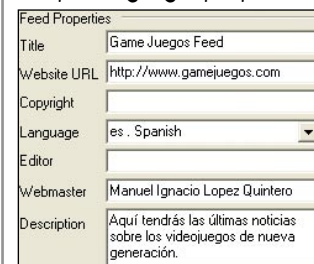 Feed Properties
Title Game Juegos Feed
Website URL http://www.gamejuegos.com
Copyright
Language es . Spanish
Editor
Webmaster Manuel Ignacio Lopez Quintero
Description Aquí tendrás las últimas noticias
sobre los videojuegos de nueva
generación.